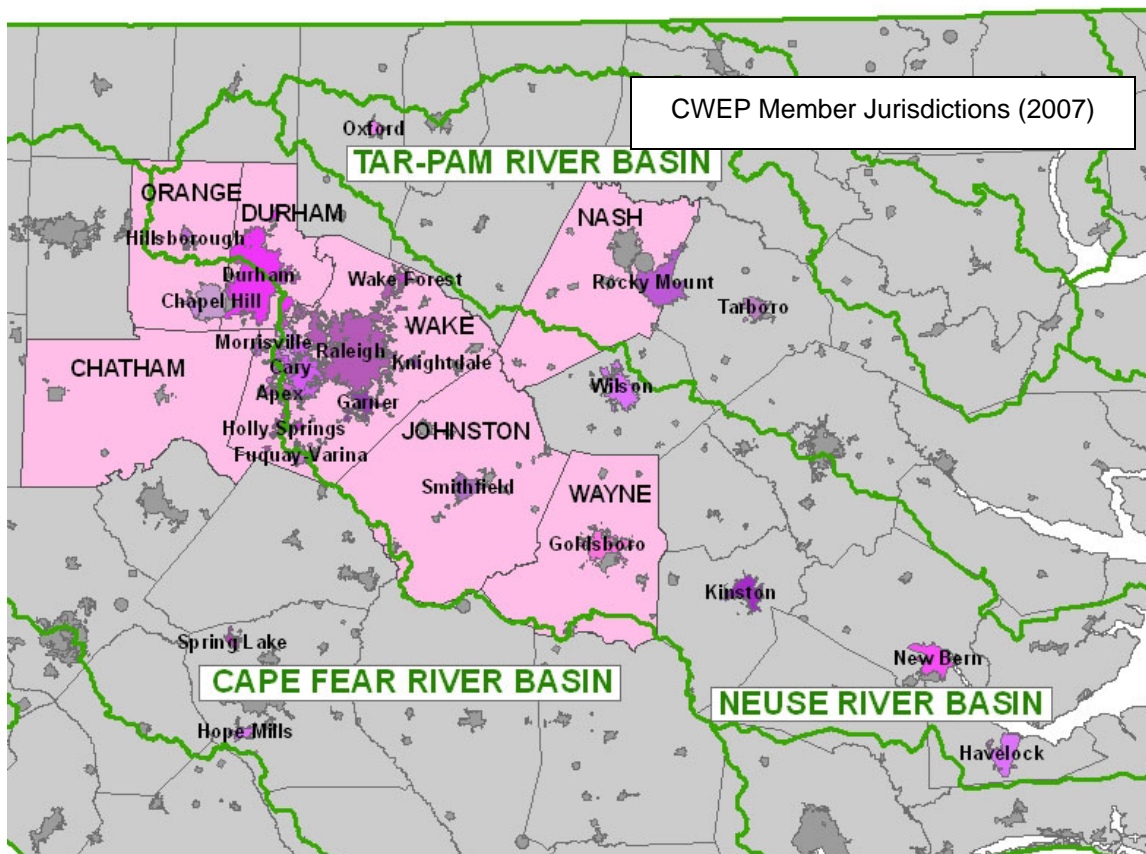 CWEP Member Jurisdictions (2007)
Oxford
TAR-PAM RIVER BASIN
ORANGE
DURHAM
NASH
Hillsborough
Durham
Wake Forest
Rocky Mount
Chapel Hill
Tarboro
WAKE
Morrisville
Raleigh
Knightdale
CHATHAM
Cary
Wilson
Apex
Garner
Holly Springs
JOHNSTON
Fuquay-Varina
Smithfield
WAYNE
Goldsboro
Kinston
Spring Lake
New Bern
CAPE FEAR RIVER BASIN
NEUSE RIVER BASIN
Hope Mills
Havelock